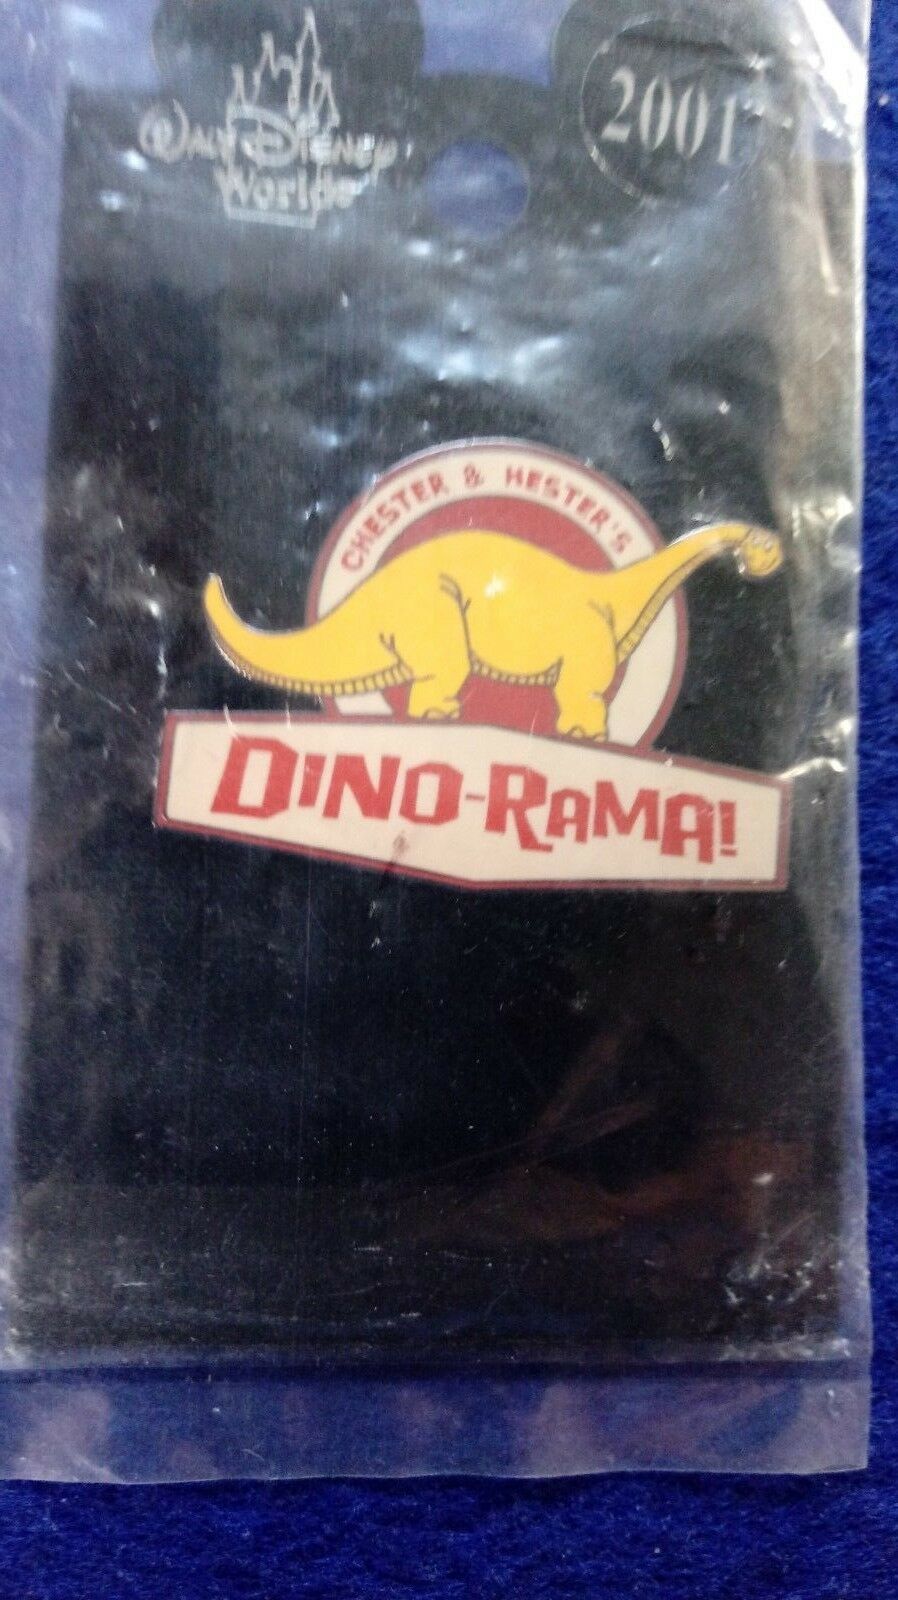 Walt Disney
World®
2001
CHESTER & HESTER'S
DINO-RAMA!